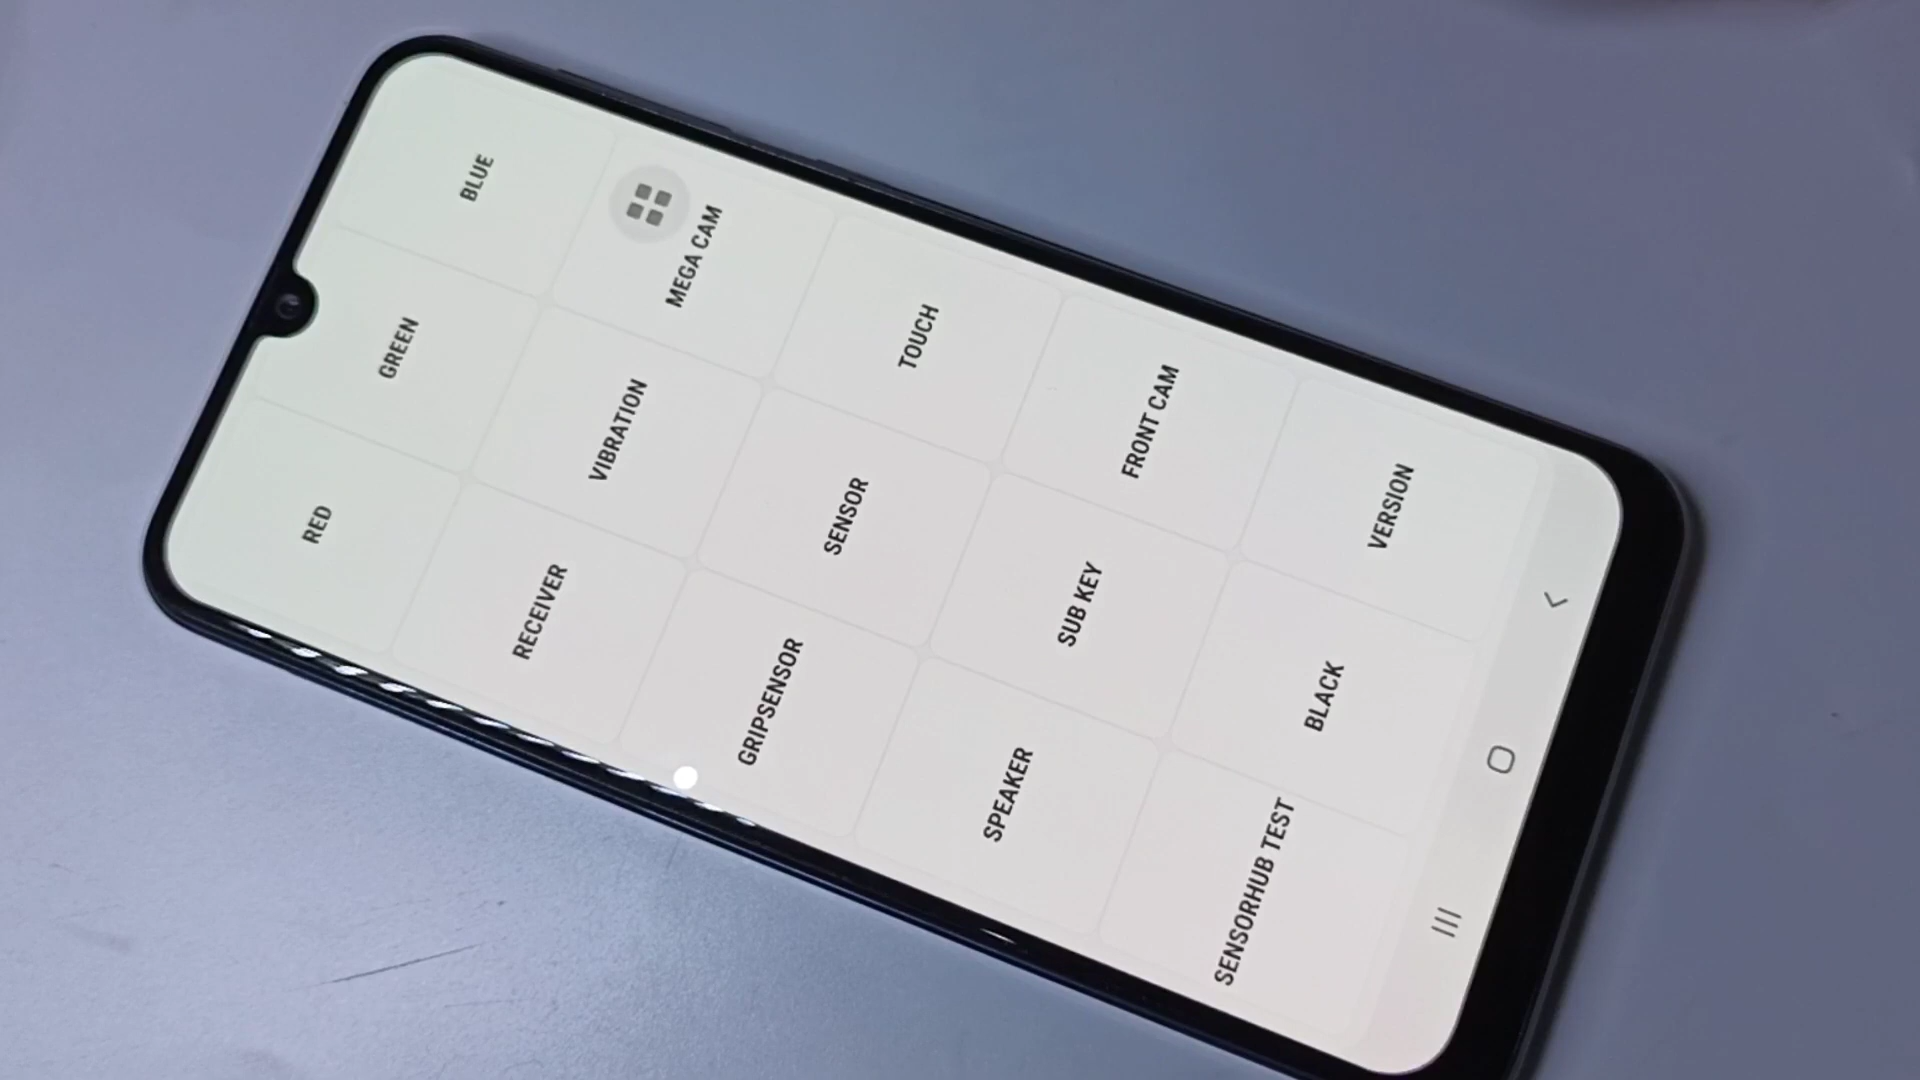 RED GREEN BLUE
RECEIVER VIBRATION MEGA CAM
GRIPSENSOR SENSOR TOUCH
SPEAKER SUB KEY FRONT CAM
SENSORHUB TEST BLACK VERSION